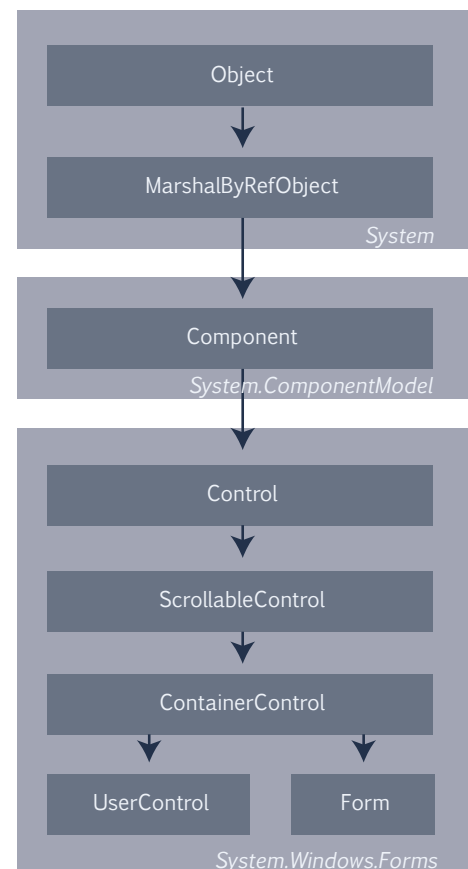 Object
MarshalByRefObject
System
Component
System.ComponentModel
Control
ScrollableControl
ContainerControl
UserControl
Form
System.Windows.Forms